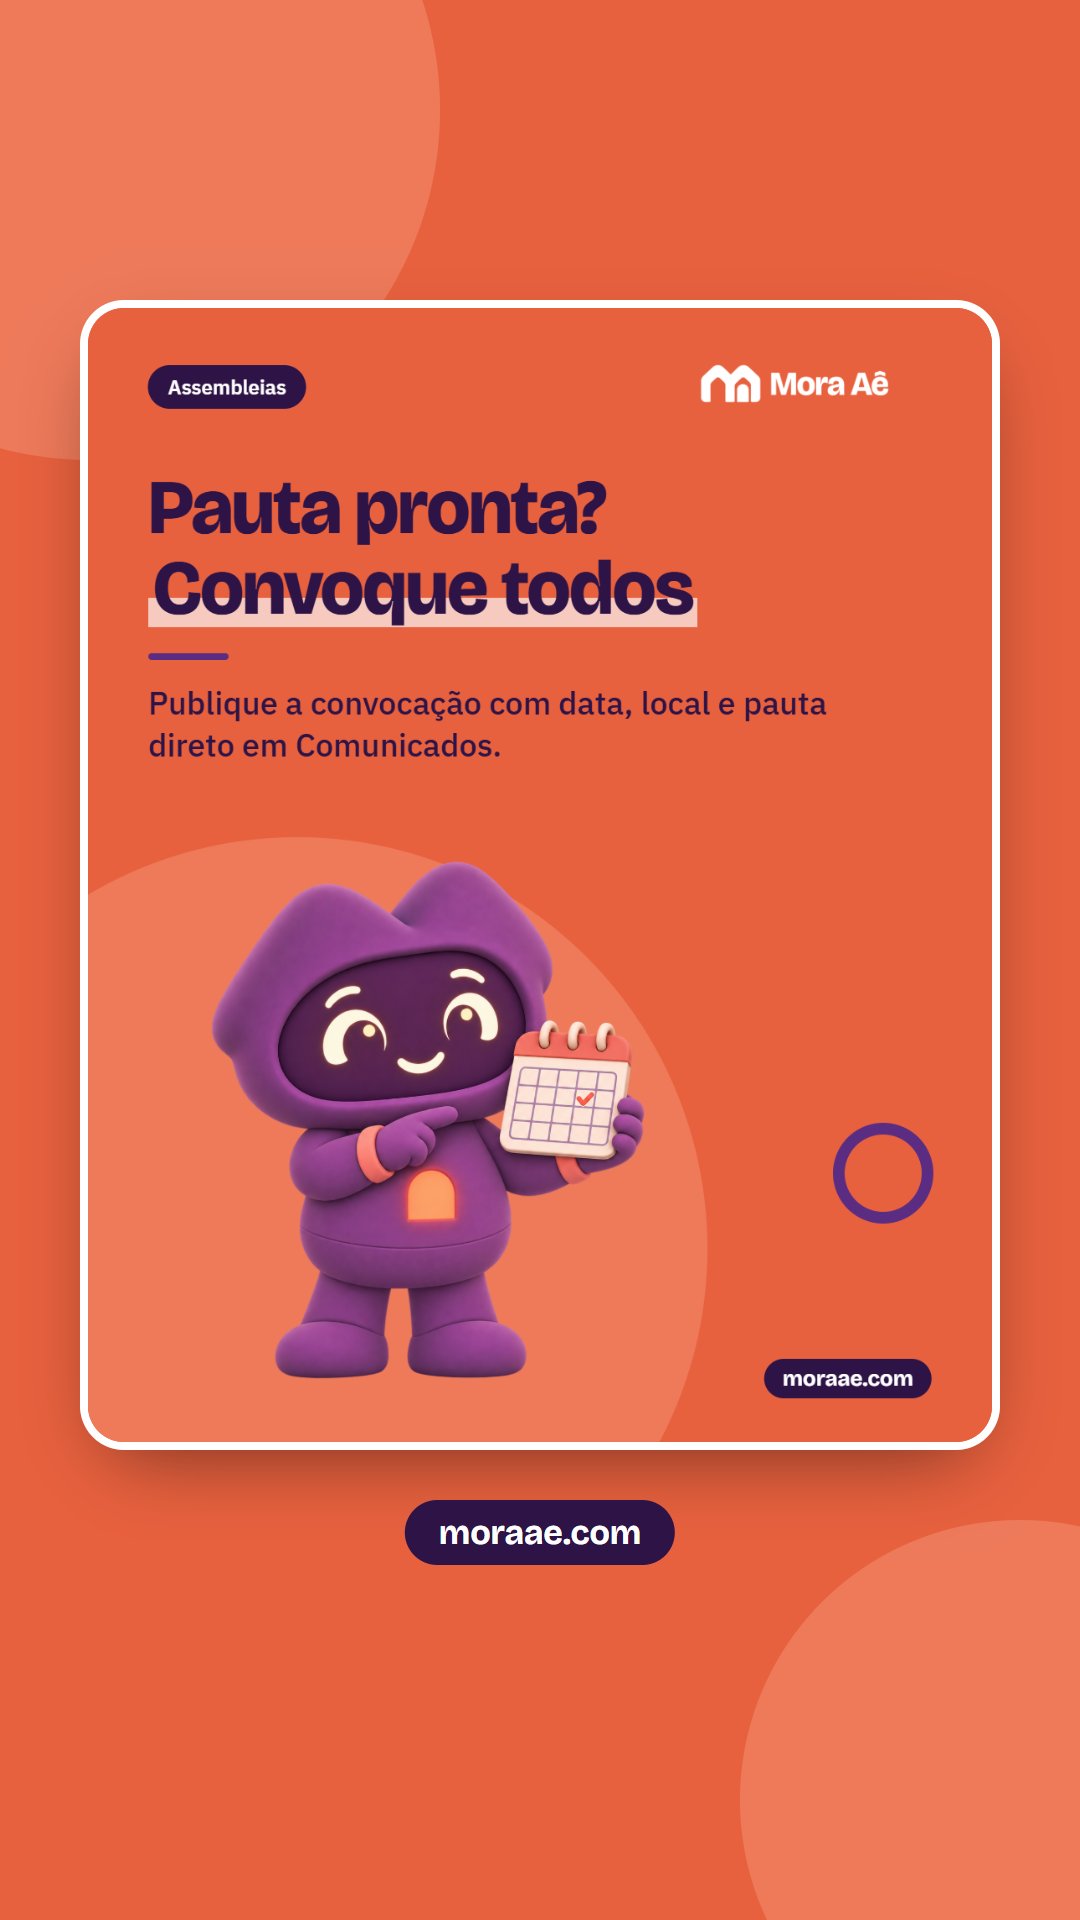 Assembleias
Mora Aê
Pauta pronta?
Convoque todos
Publique a convocação com data, local e pauta
direto em Comunicados.
moraae.com
moraae.com